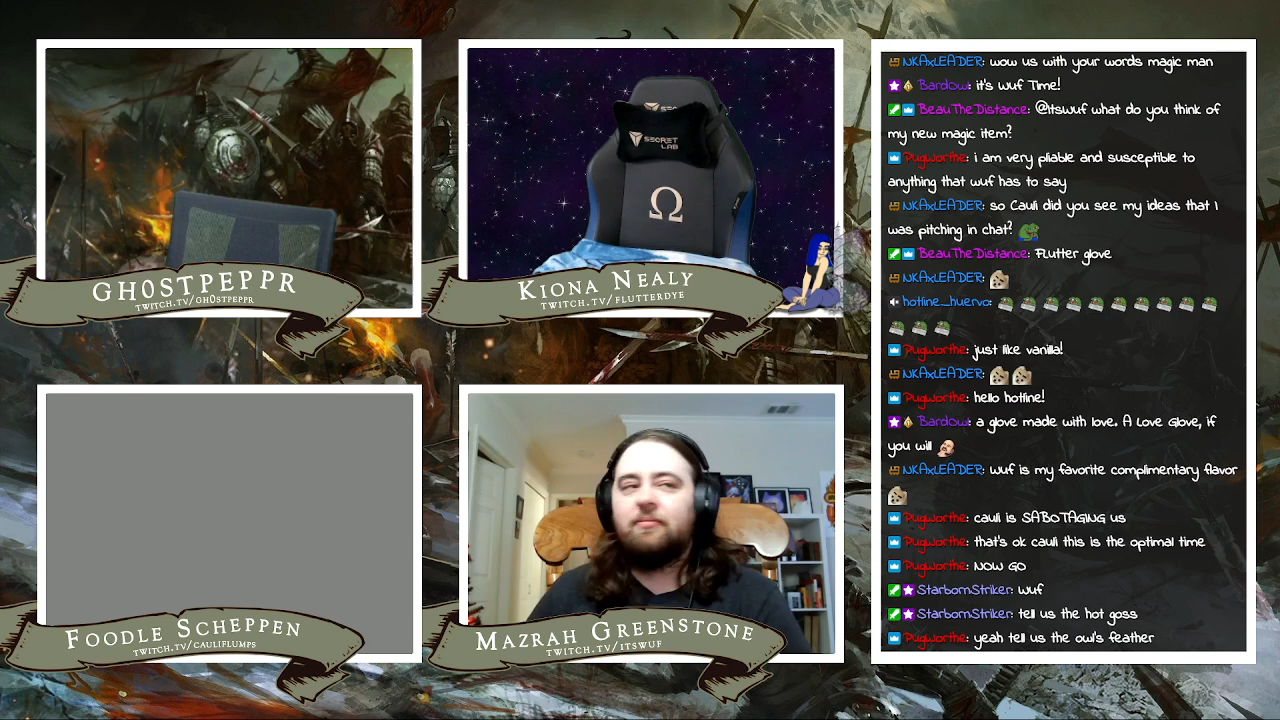 GH0STPEPPR
TWITCH.TV/GH0STPEPPR
SECRET LAB
Ω
KIONA NEALY
TWITCH.TV/FLUTTERDYE
FOODLE SCHEPPEN
TWITCH.TV/CAULIFLUMPS
MAZRAH GREENSTONE
TWITCH.TV/ITSWUF
NKAxLEADER: wow us with your words magic man
BardOwl: it's Wuf Time!
BeauTheDistance: @itswuf what do you think of
my new magic item?
Pugworthe: i am very pliable and susceptible to
anything that wuf has to say
NKAxLEADER: so Cauli did you see my ideas that I
was pitching in chat?
BeauTheDistance: Flutter glove
NKAxLEADER:
hotline_huervo:
Pugworthe: just like vanilla!
NKAxLEADER:
Pugworthe: hello hotline!
BardOwl: a glove made with love. A Love Glove, if
you will
NKAxLEADER: Wuf is my favorite complimentary flavor
Pugworthe: cauli is SABOTAGING us
Pugworthe: that's ok cauli this is the optimal time
Pugworthe: NOW GO
StarbornStriker: Wuf
StarbornStriker: tell us the hot goss
Pugworthe: yeah tell us the owl's feather